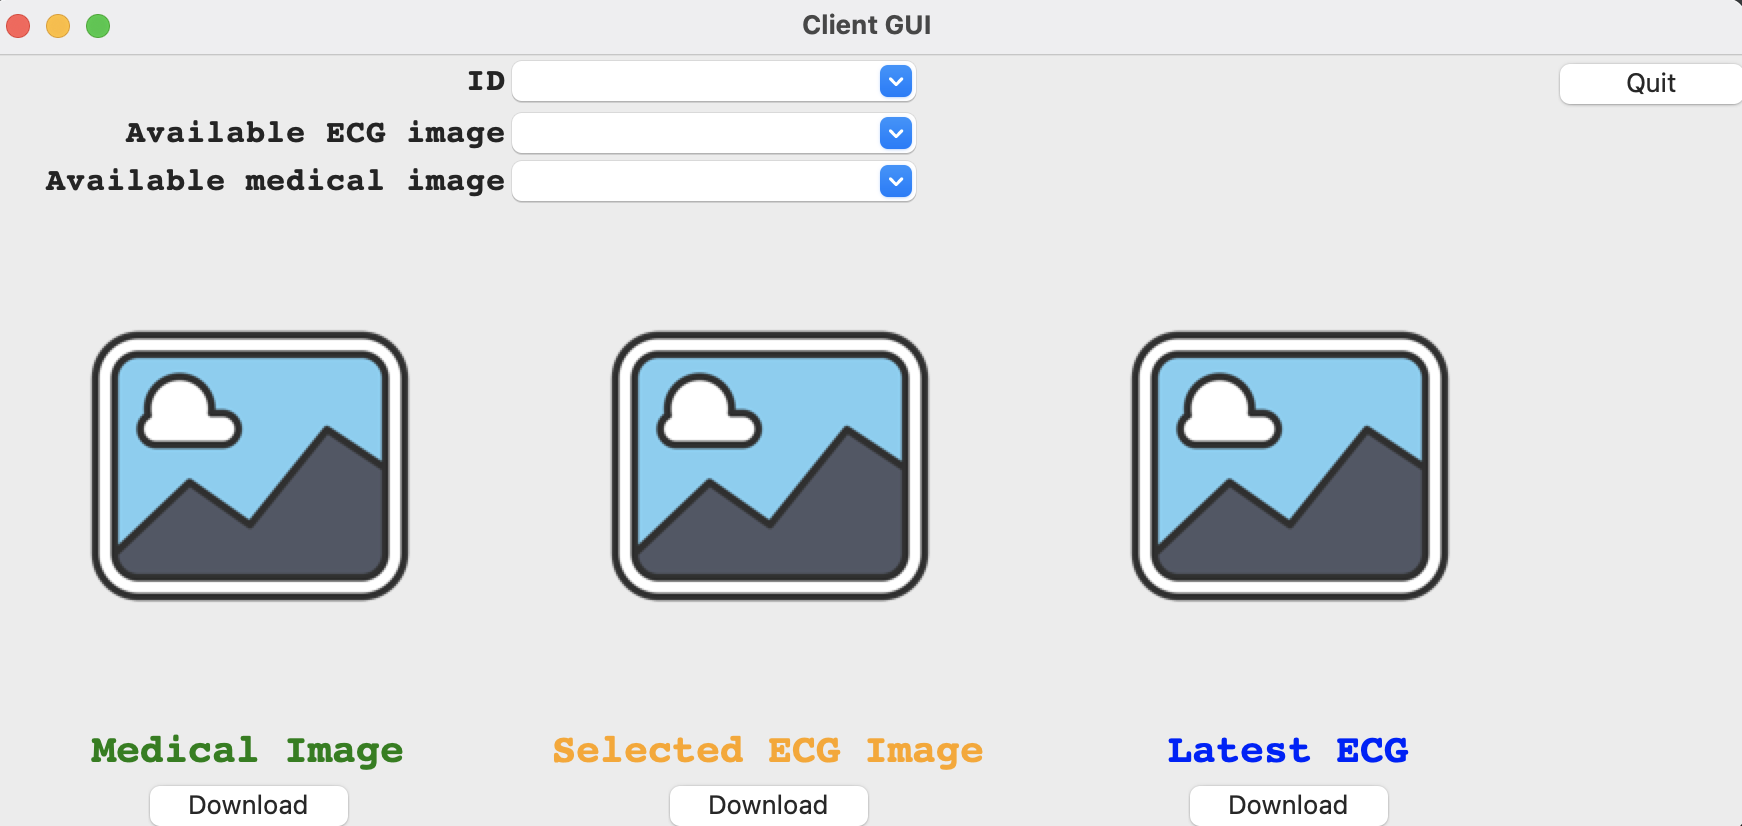 Client GUI
ID
Quit
Available ECG image
Available medical image
Medical Image
Selected ECG Image
Latest ECG
Download
Download
Download